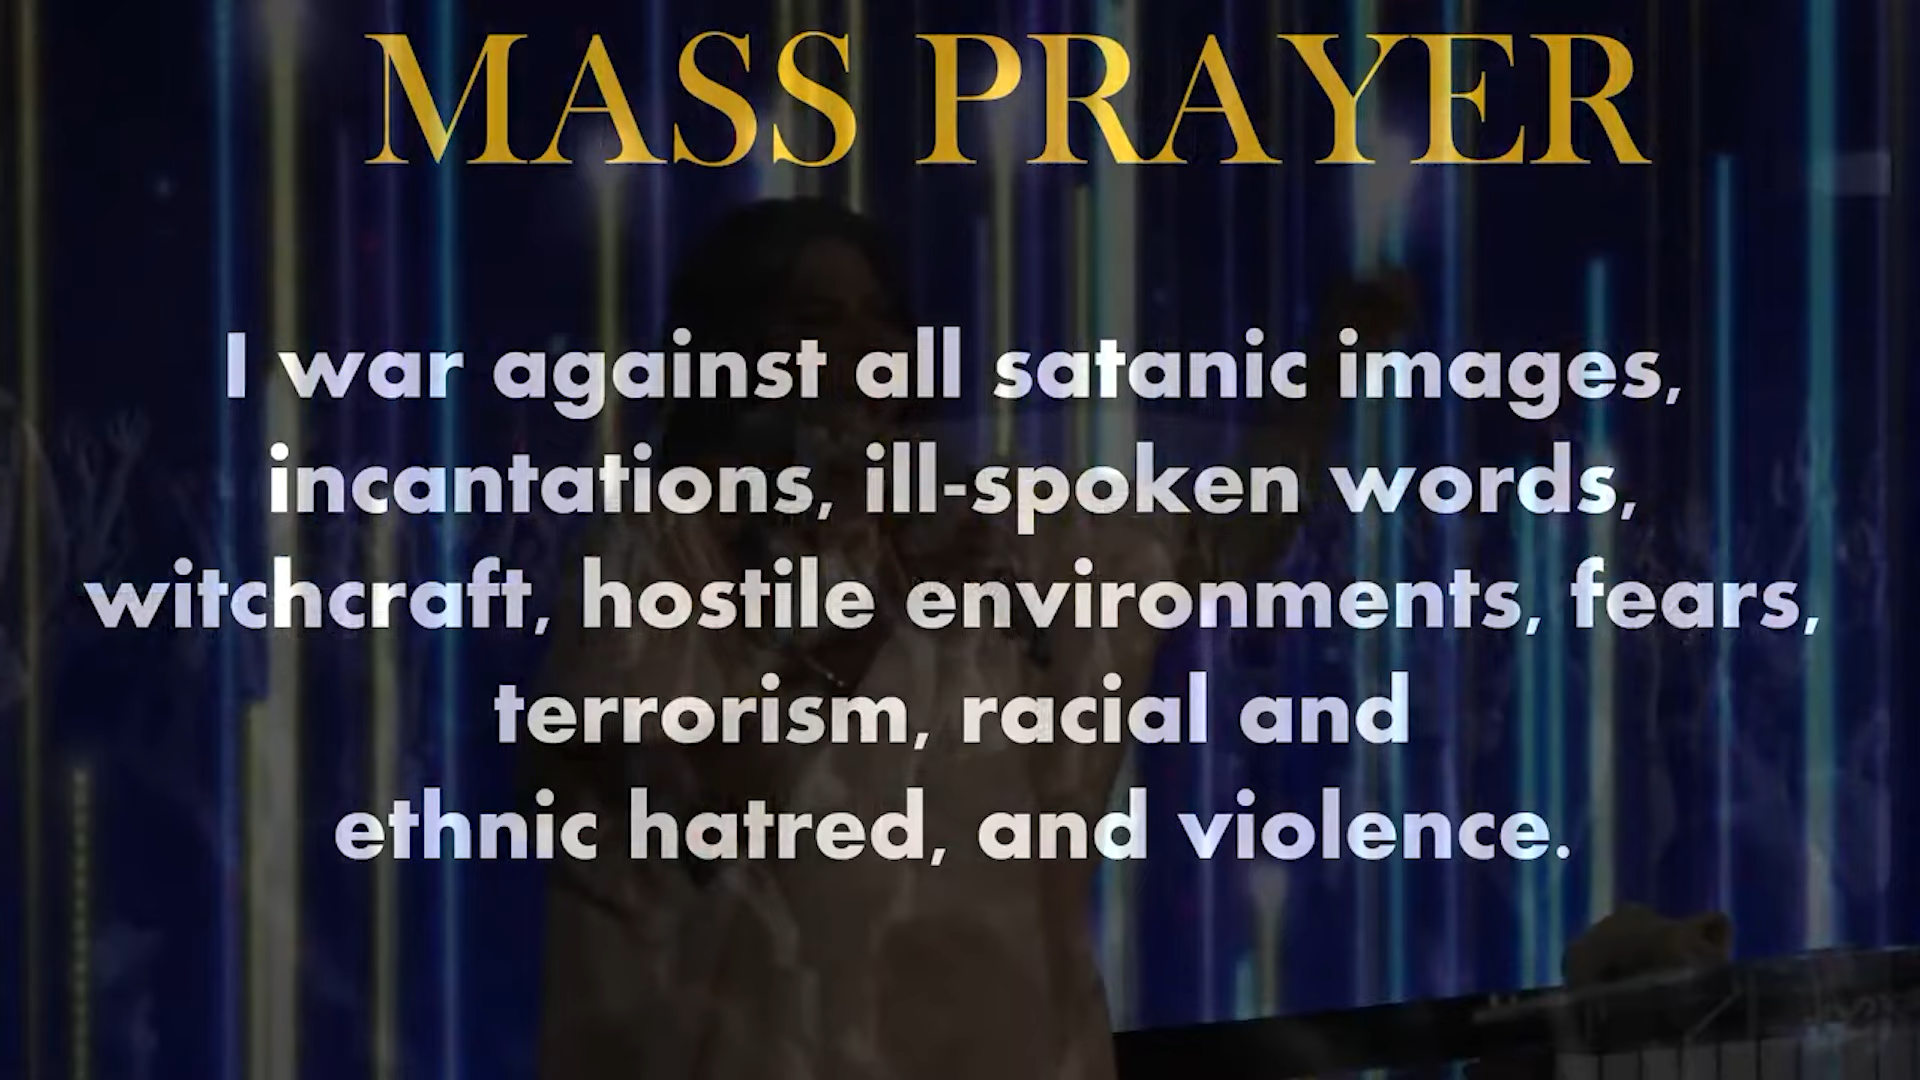 MASS PRAYER
I war against all satanic images,
incantations, ill-spoken words,
witchcraft, hostile environments, fears,
terrorism, racial and
ethnic hatred, and violence.